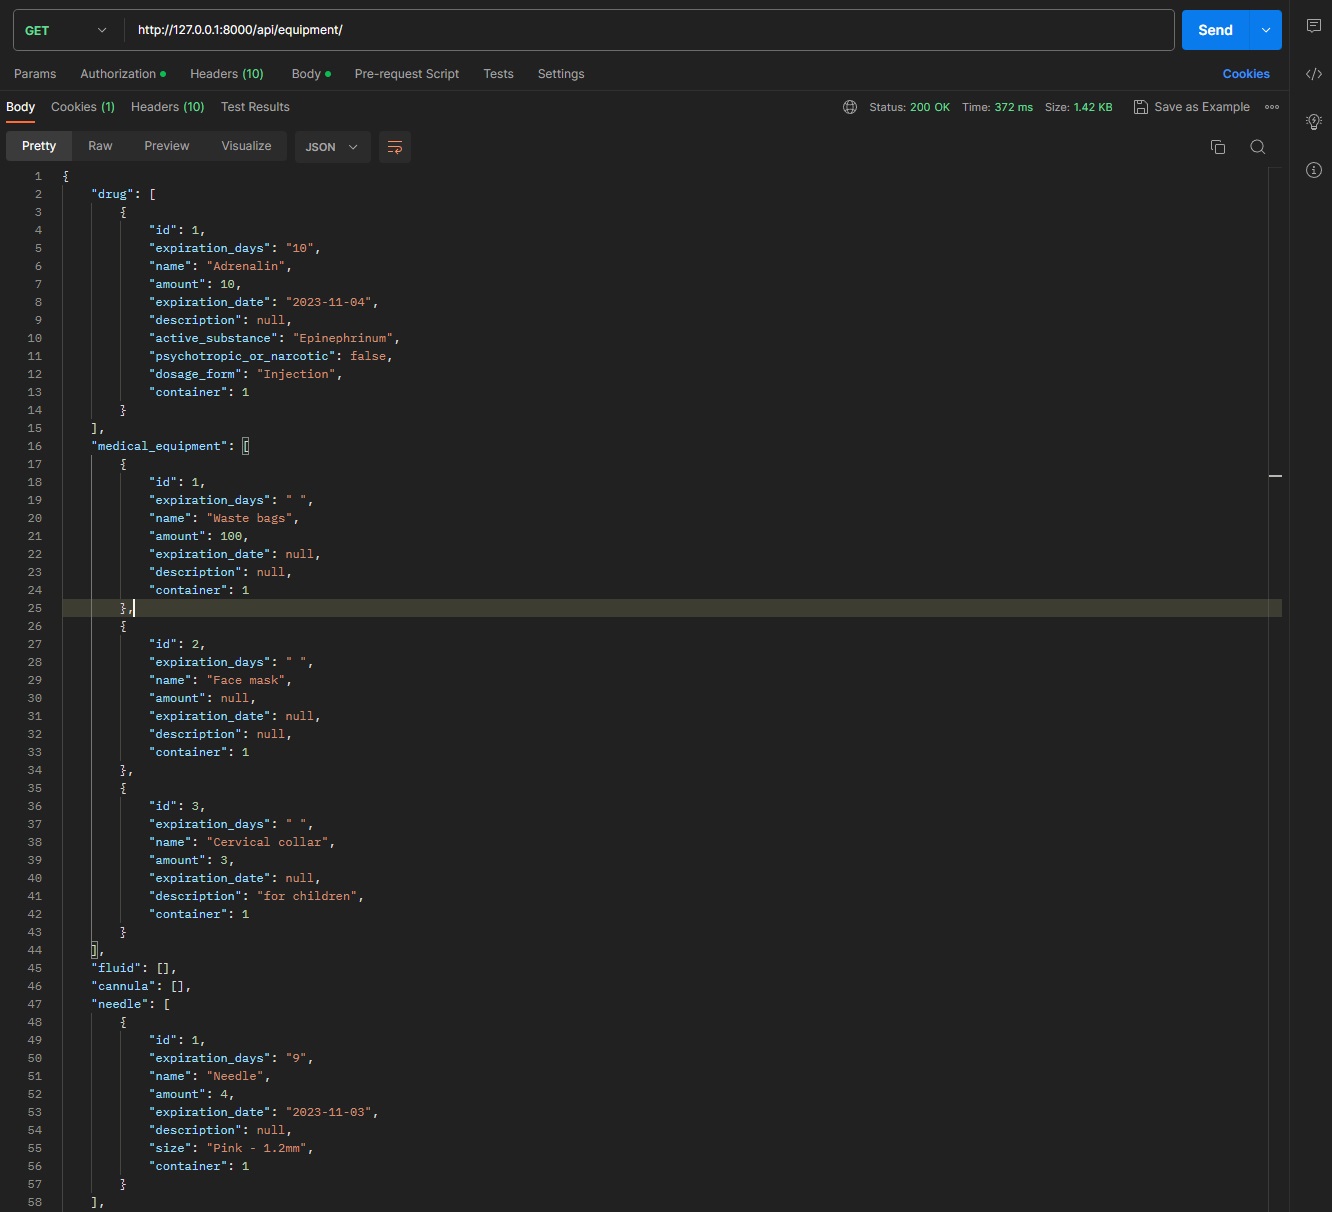 GET http://127.0.0.1:8000/api/equipment/ Send
Params Authorization Headers (10) Body Pre-request Script Tests Settings Cookies
Body Cookies (1) Headers (10) Test Results Status: 200 OK Time: 372 ms Size: 1.42 KB Save as Example
Pretty Raw Preview Visualize JSON
1 {
2 "drug": [
3 {
4 "id": 1,
5 "expiration_days": "10",
6 "name": "Adrenalin",
7 "amount": 10,
8 "expiration_date": "2023-11-04",
9 "description": null,
10 "active_substance": "Epinephrinum",
11 "psychotropic_or_narcotic": false,
12 "dosage_form": "Injection",
13 "container": 1
14 }
15 ],
16 "medical_equipment": [
17 {
18 "id": 1,
19 "expiration_days": " ",
20 "name": "Waste bags",
21 "amount": 100,
22 "expiration_date": null,
23 "description": null,
24 "container": 1
25 },
26 {
27 "id": 2,
28 "expiration_days": " ",
29 "name": "Face mask",
30 "amount": null,
31 "expiration_date": null,
32 "description": null,
33 "container": 1
34 },
35 {
36 "id": 3,
37 "expiration_days": " ",
38 "name": "Cervical collar",
39 "amount": 3,
40 "expiration_date": null,
41 "description": "for children",
42 "container": 1
43 }
44 ],
45 "fluid": [],
46 "cannula": [],
47 "needle": [
48 {
49 "id": 1,
50 "expiration_days": "9",
51 "name": "Needle",
52 "amount": 4,
53 "expiration_date": "2023-11-03",
54 "description": null,
55 "size": "Pink - 1.2mm",
56 "container": 1
57 }
58 ],